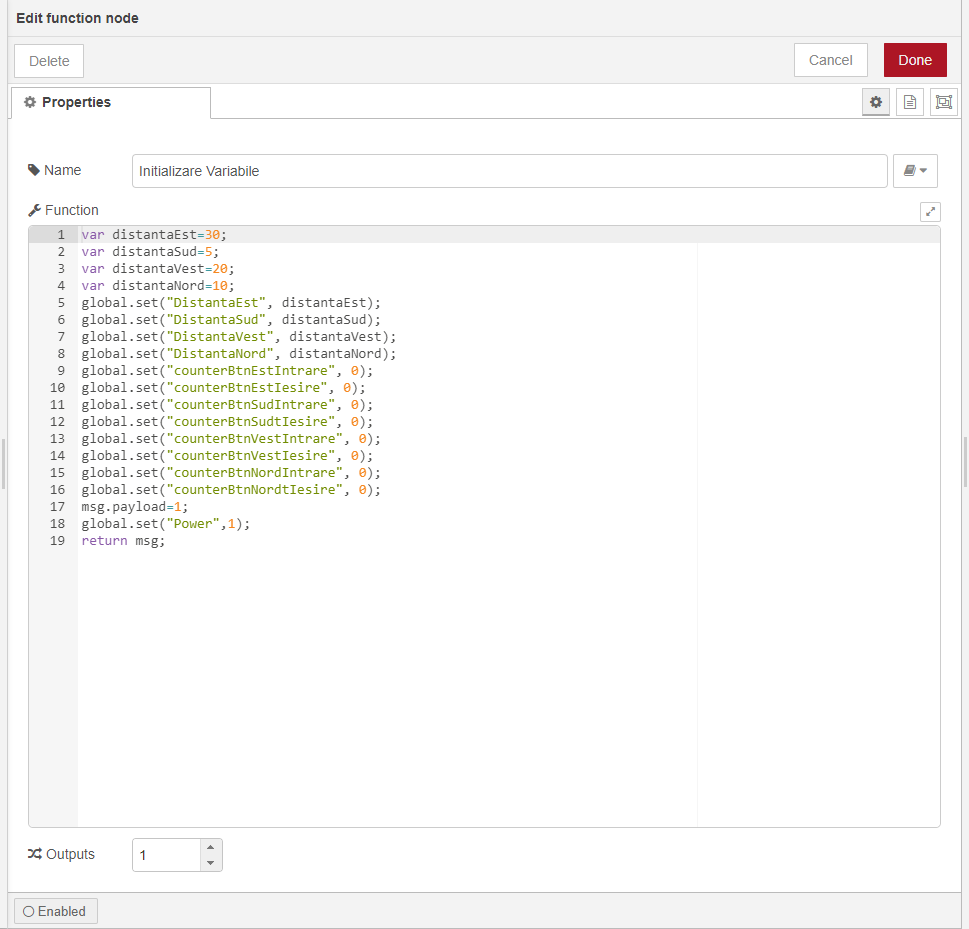 Edit function node
Delete
Cancel
Done
Properties
Name
Initializare Variabile
Function
1 var distantaEst=30;
2 var distantaSud=5;
3 var distantaVest=20;
4 var distantaNord=10;
5 global.set("DistantaEst", distantaEst);
6 global.set("DistantaSud", distantaSud);
7 global.set("DistantaVest", distantaVest);
8 global.set("DistantaNord", distantaNord);
9 global.set("counterBtnEstIntrare", 0);
10 global.set("counterBtnEstIesire", 0);
11 global.set("counterBtnSudIntrare", 0);
12 global.set("counterBtnSudtIesire", 0);
13 global.set("counterBtnVestIntrare", 0);
14 global.set("counterBtnVestIesire", 0);
15 global.set("counterBtnNordIntrare", 0);
16 global.set("counterBtnNordtIesire", 0);
17 msg.payload=1;
18 global.set("Power",1);
19 return msg;
Outputs
1
Enabled